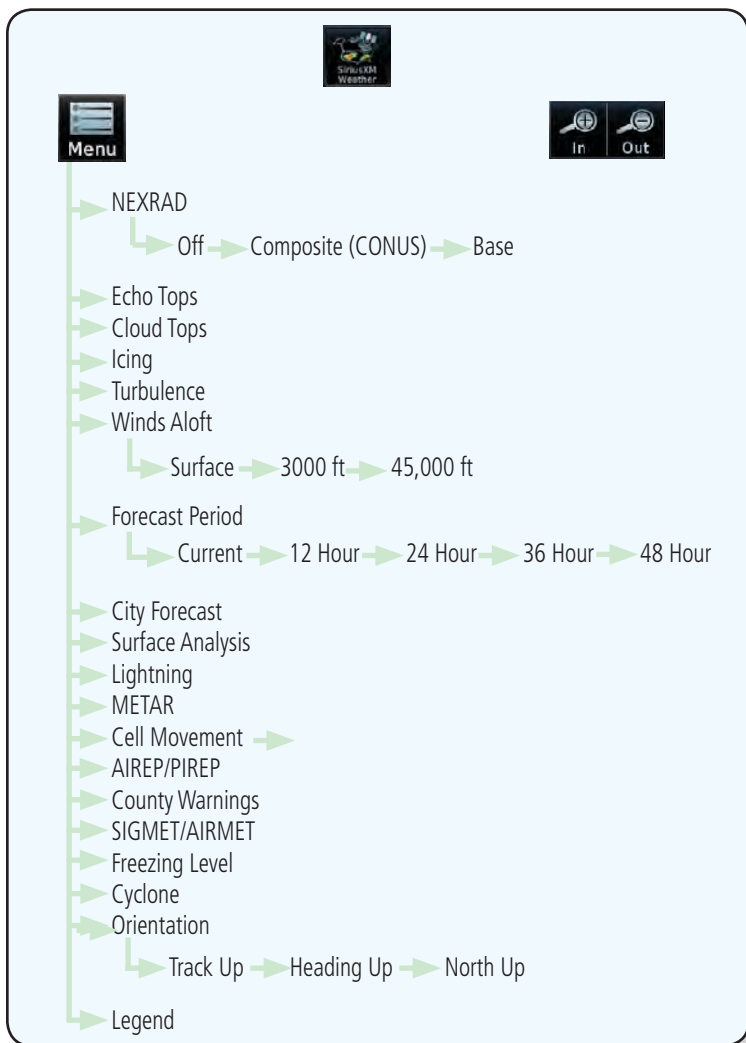 SiriusXM
Weather
Menu
In Out
NEXRAD
Off Composite (CONUS) Base
Echo Tops
Cloud Tops
Icing
Turbulence
Winds Aloft
Surface 3000 ft 45,000 ft
Forecast Period
Current 12 Hour 24 Hour 36 Hour 48 Hour
City Forecast
Surface Analysis
Lightning
METAR
Cell Movement
AIREP/PIREP
County Warnings
SIGMET/AIRMET
Freezing Level
Cyclone
Orientation
Track Up Heading Up North Up
Legend